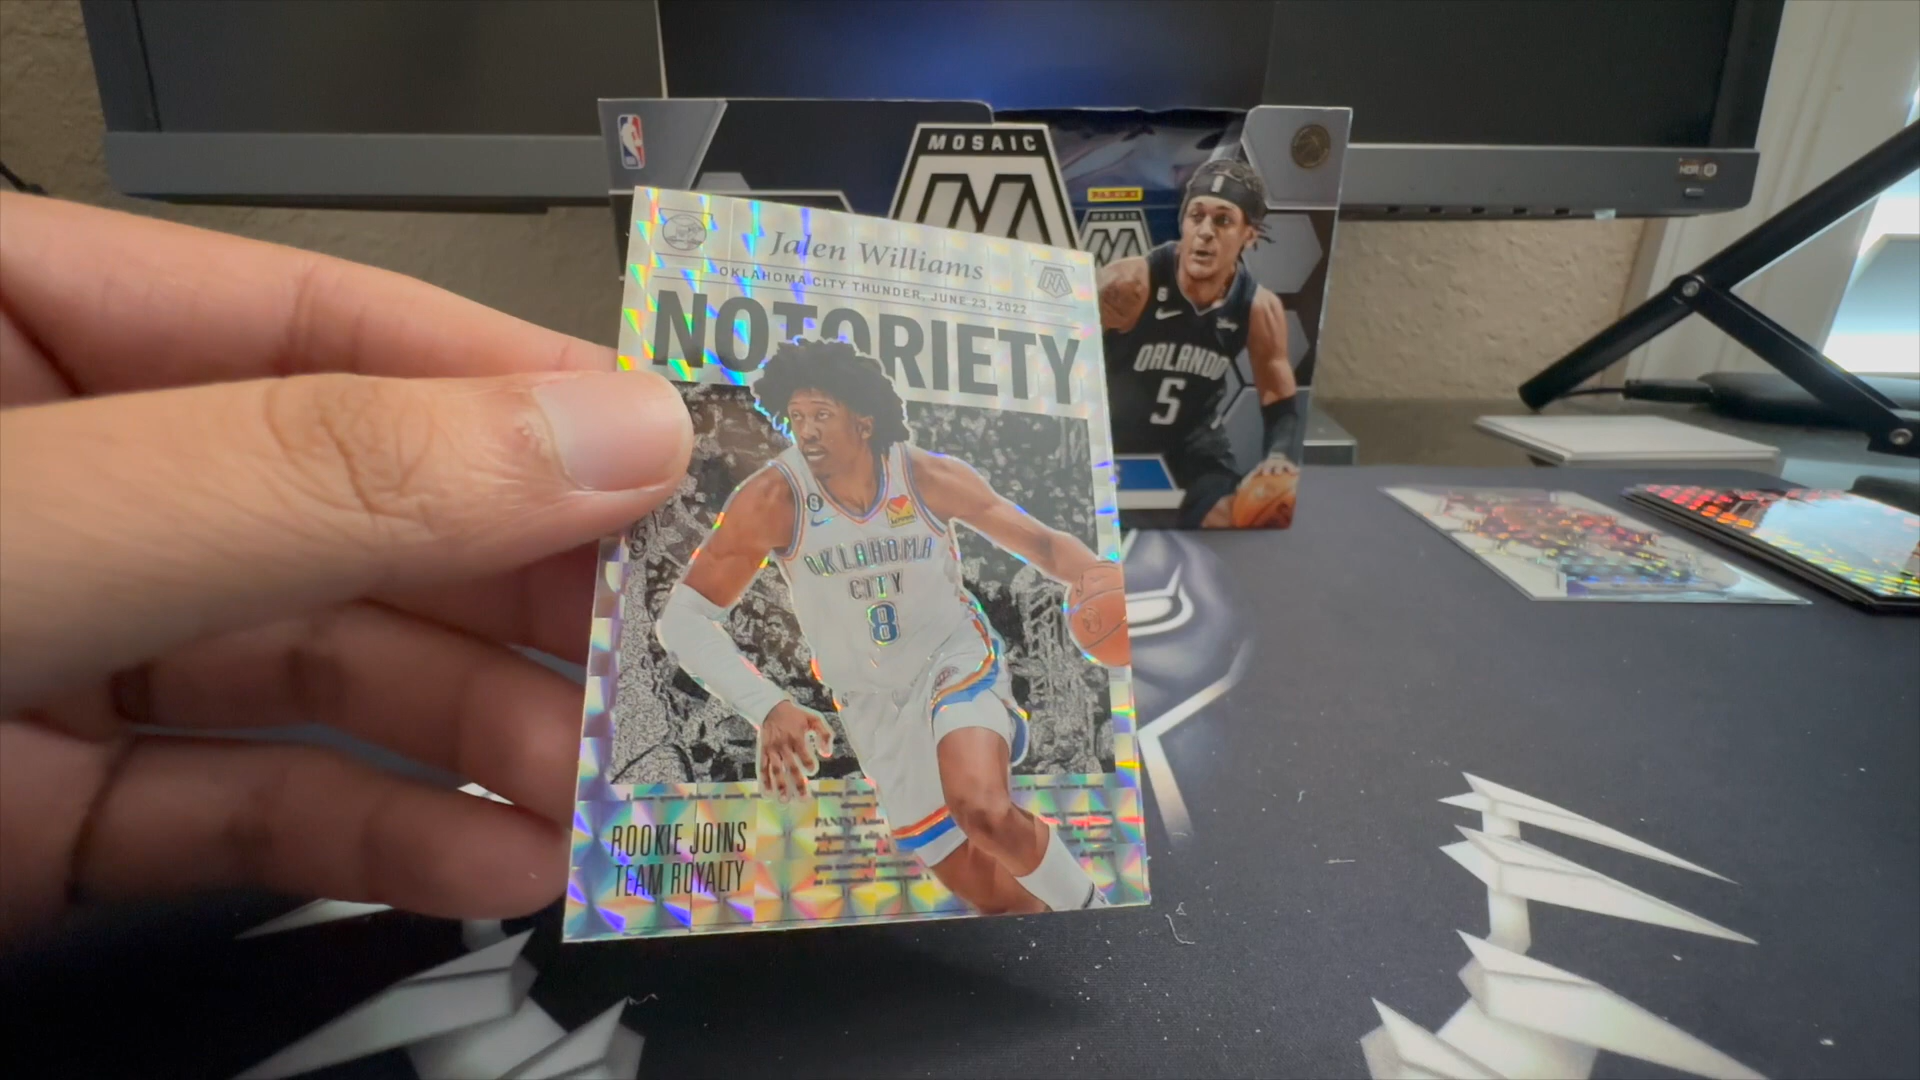 MOSAIC
PANINI
MOSAIC
Jalen Williams
OKLAHOMA CITY THUNDER, JUNE 23, 2022
NOTORIETY
ORLANDO
5
OKLAHOMA
CITY
8
ROOKIE JOINS
TEAM ROYALTY
PANINI
HDR